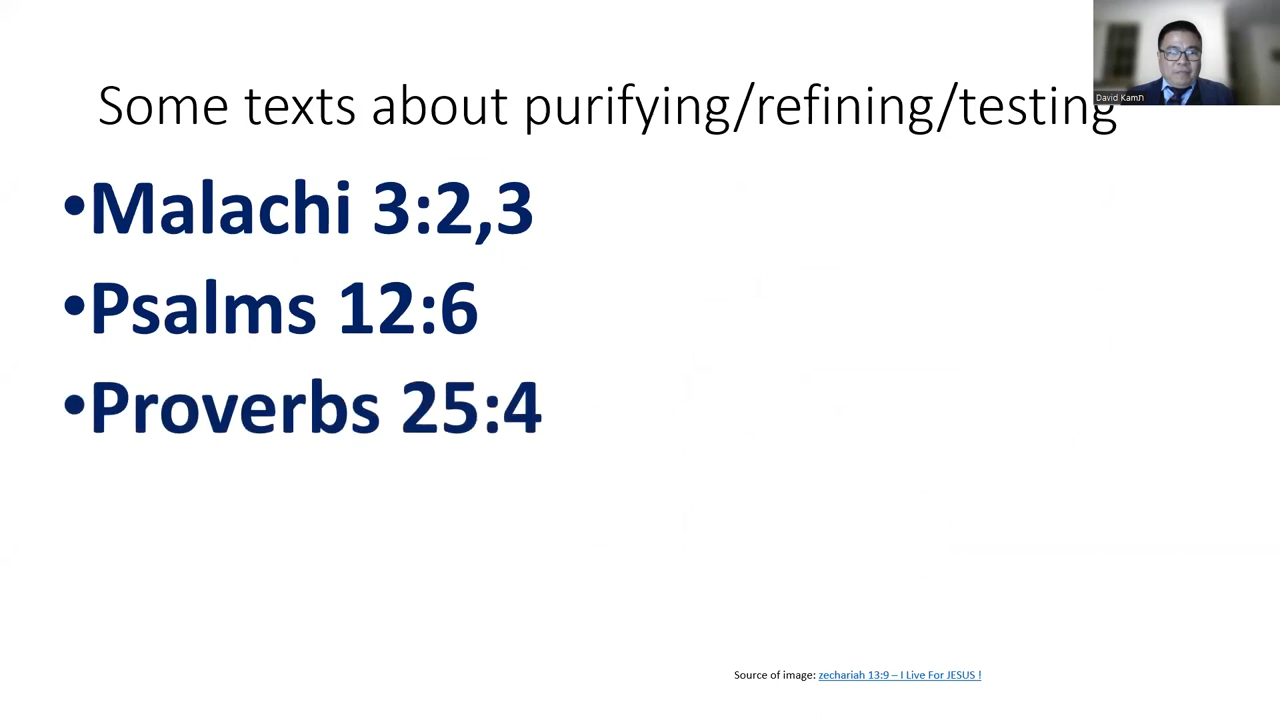 Some texts about purifying/refining/testing
David Kam
•Malachi 3:2,3
•Psalms 12:6
•Proverbs 25:4
Source of image: zechariah 13:9 – I Live For JESUS !